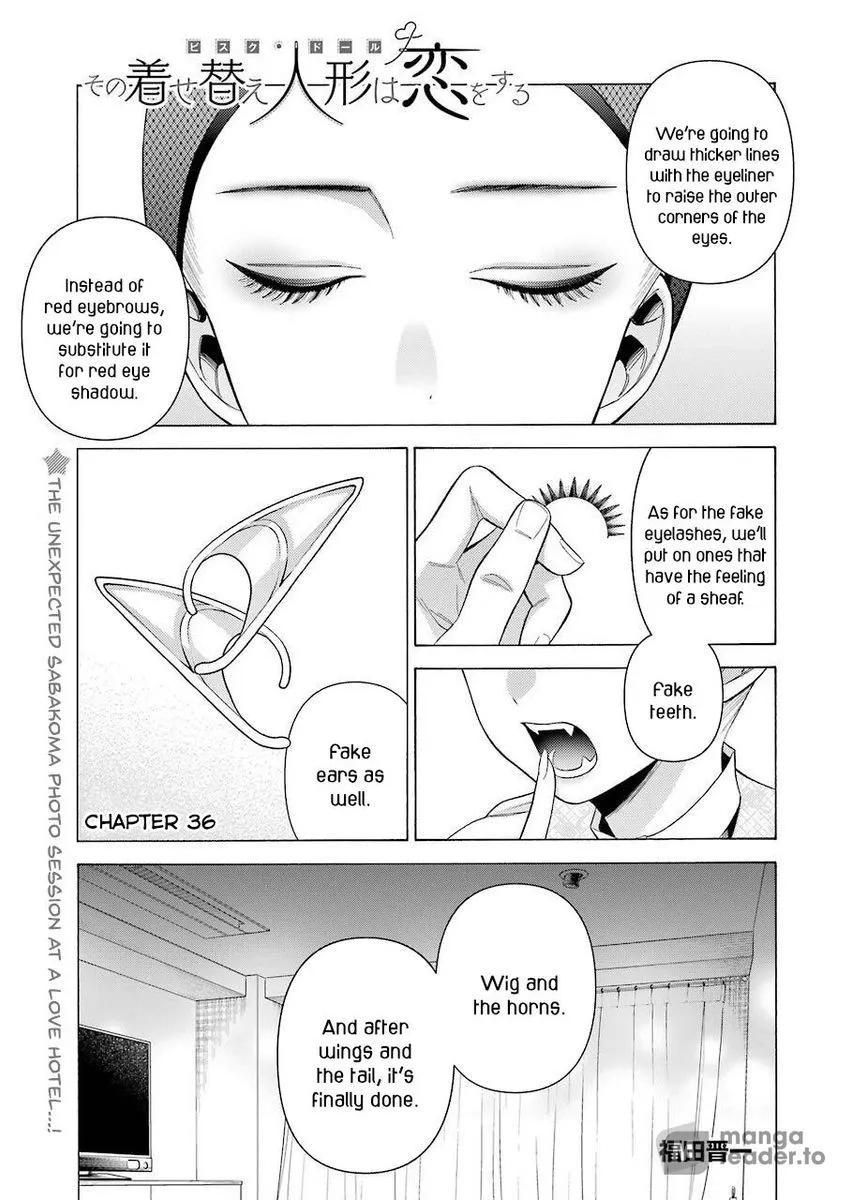 ビスク・ドール
その着せ替え人形は恋をする
We're going to
draw thicker lines
with the eyeliner
to raise the outer
corners of the
eyes.
Instead of
red eyebrows,
we're going to
substitute it
for red eye
shadow.
THE UNEXPECTED SABAKOMA PHOTO SESSION AT A LOVE HOTEL...!
As for the fake
eyelashes, we'll
put on ones that
have the feeling
of a sheaf.
Fake
teeth.
Fake
ears as
well.
CHAPTER 36
Wig and
the horns.
And after
wings and
the tail, it's
finally done.
福田晋一
manga
reader.to